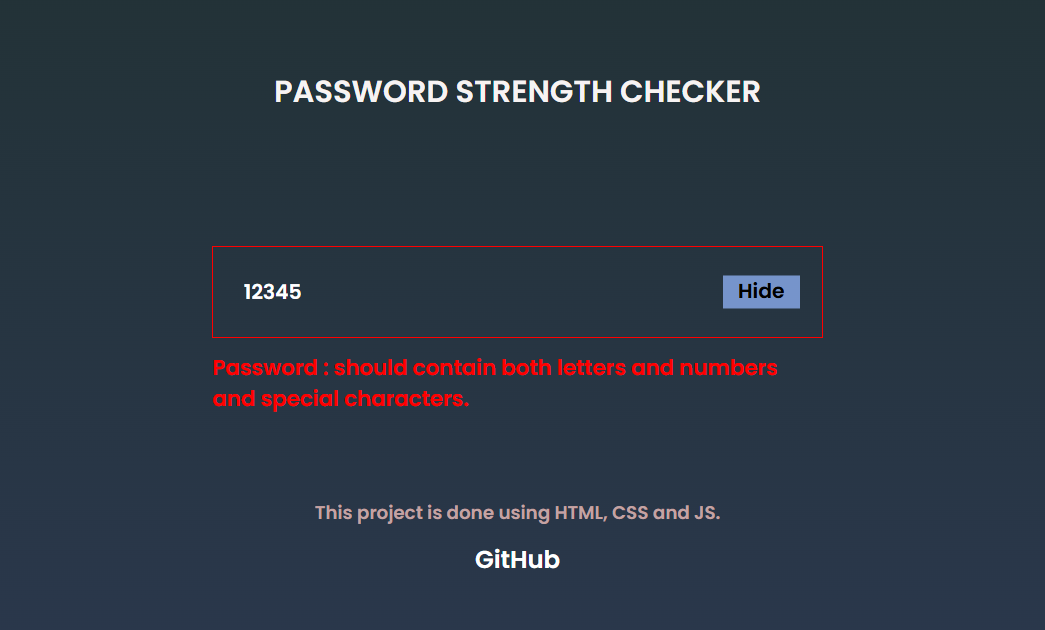 PASSWORD STRENGTH CHECKER
12345
Hide
Password : should contain both letters and numbers
and special characters.
This project is done using HTML, CSS and JS.
GitHub